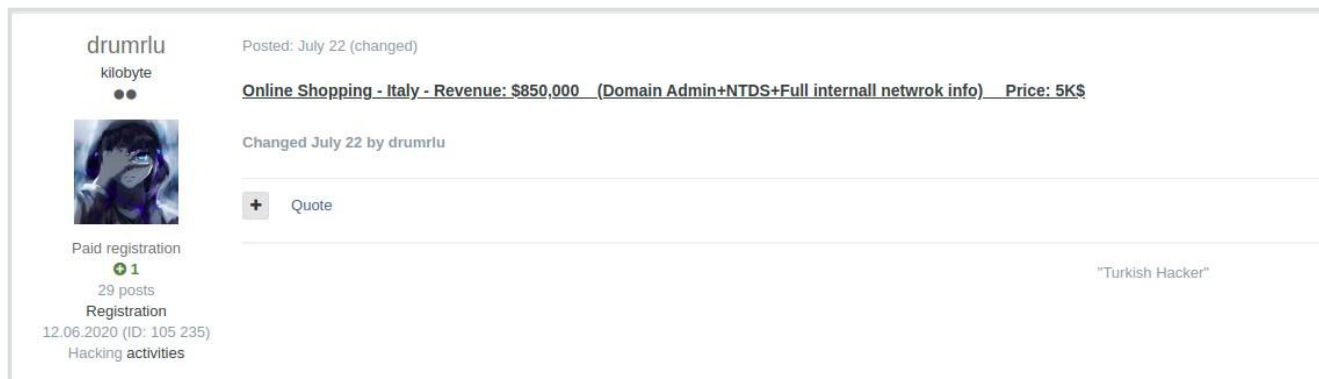 drumrlu
kilobyte
Paid registration
1
29 posts
Registration
12.06.2020 (ID: 105 235)
Hacking activities
Posted: July 22 (changed)
Online Shopping - Italy - Revenue: $850,000 (Domain Admin+NTDS+Full internall netwrok info) Price: 5K$
Changed July 22 by drumrlu
+ Quote
"Turkish Hacker"